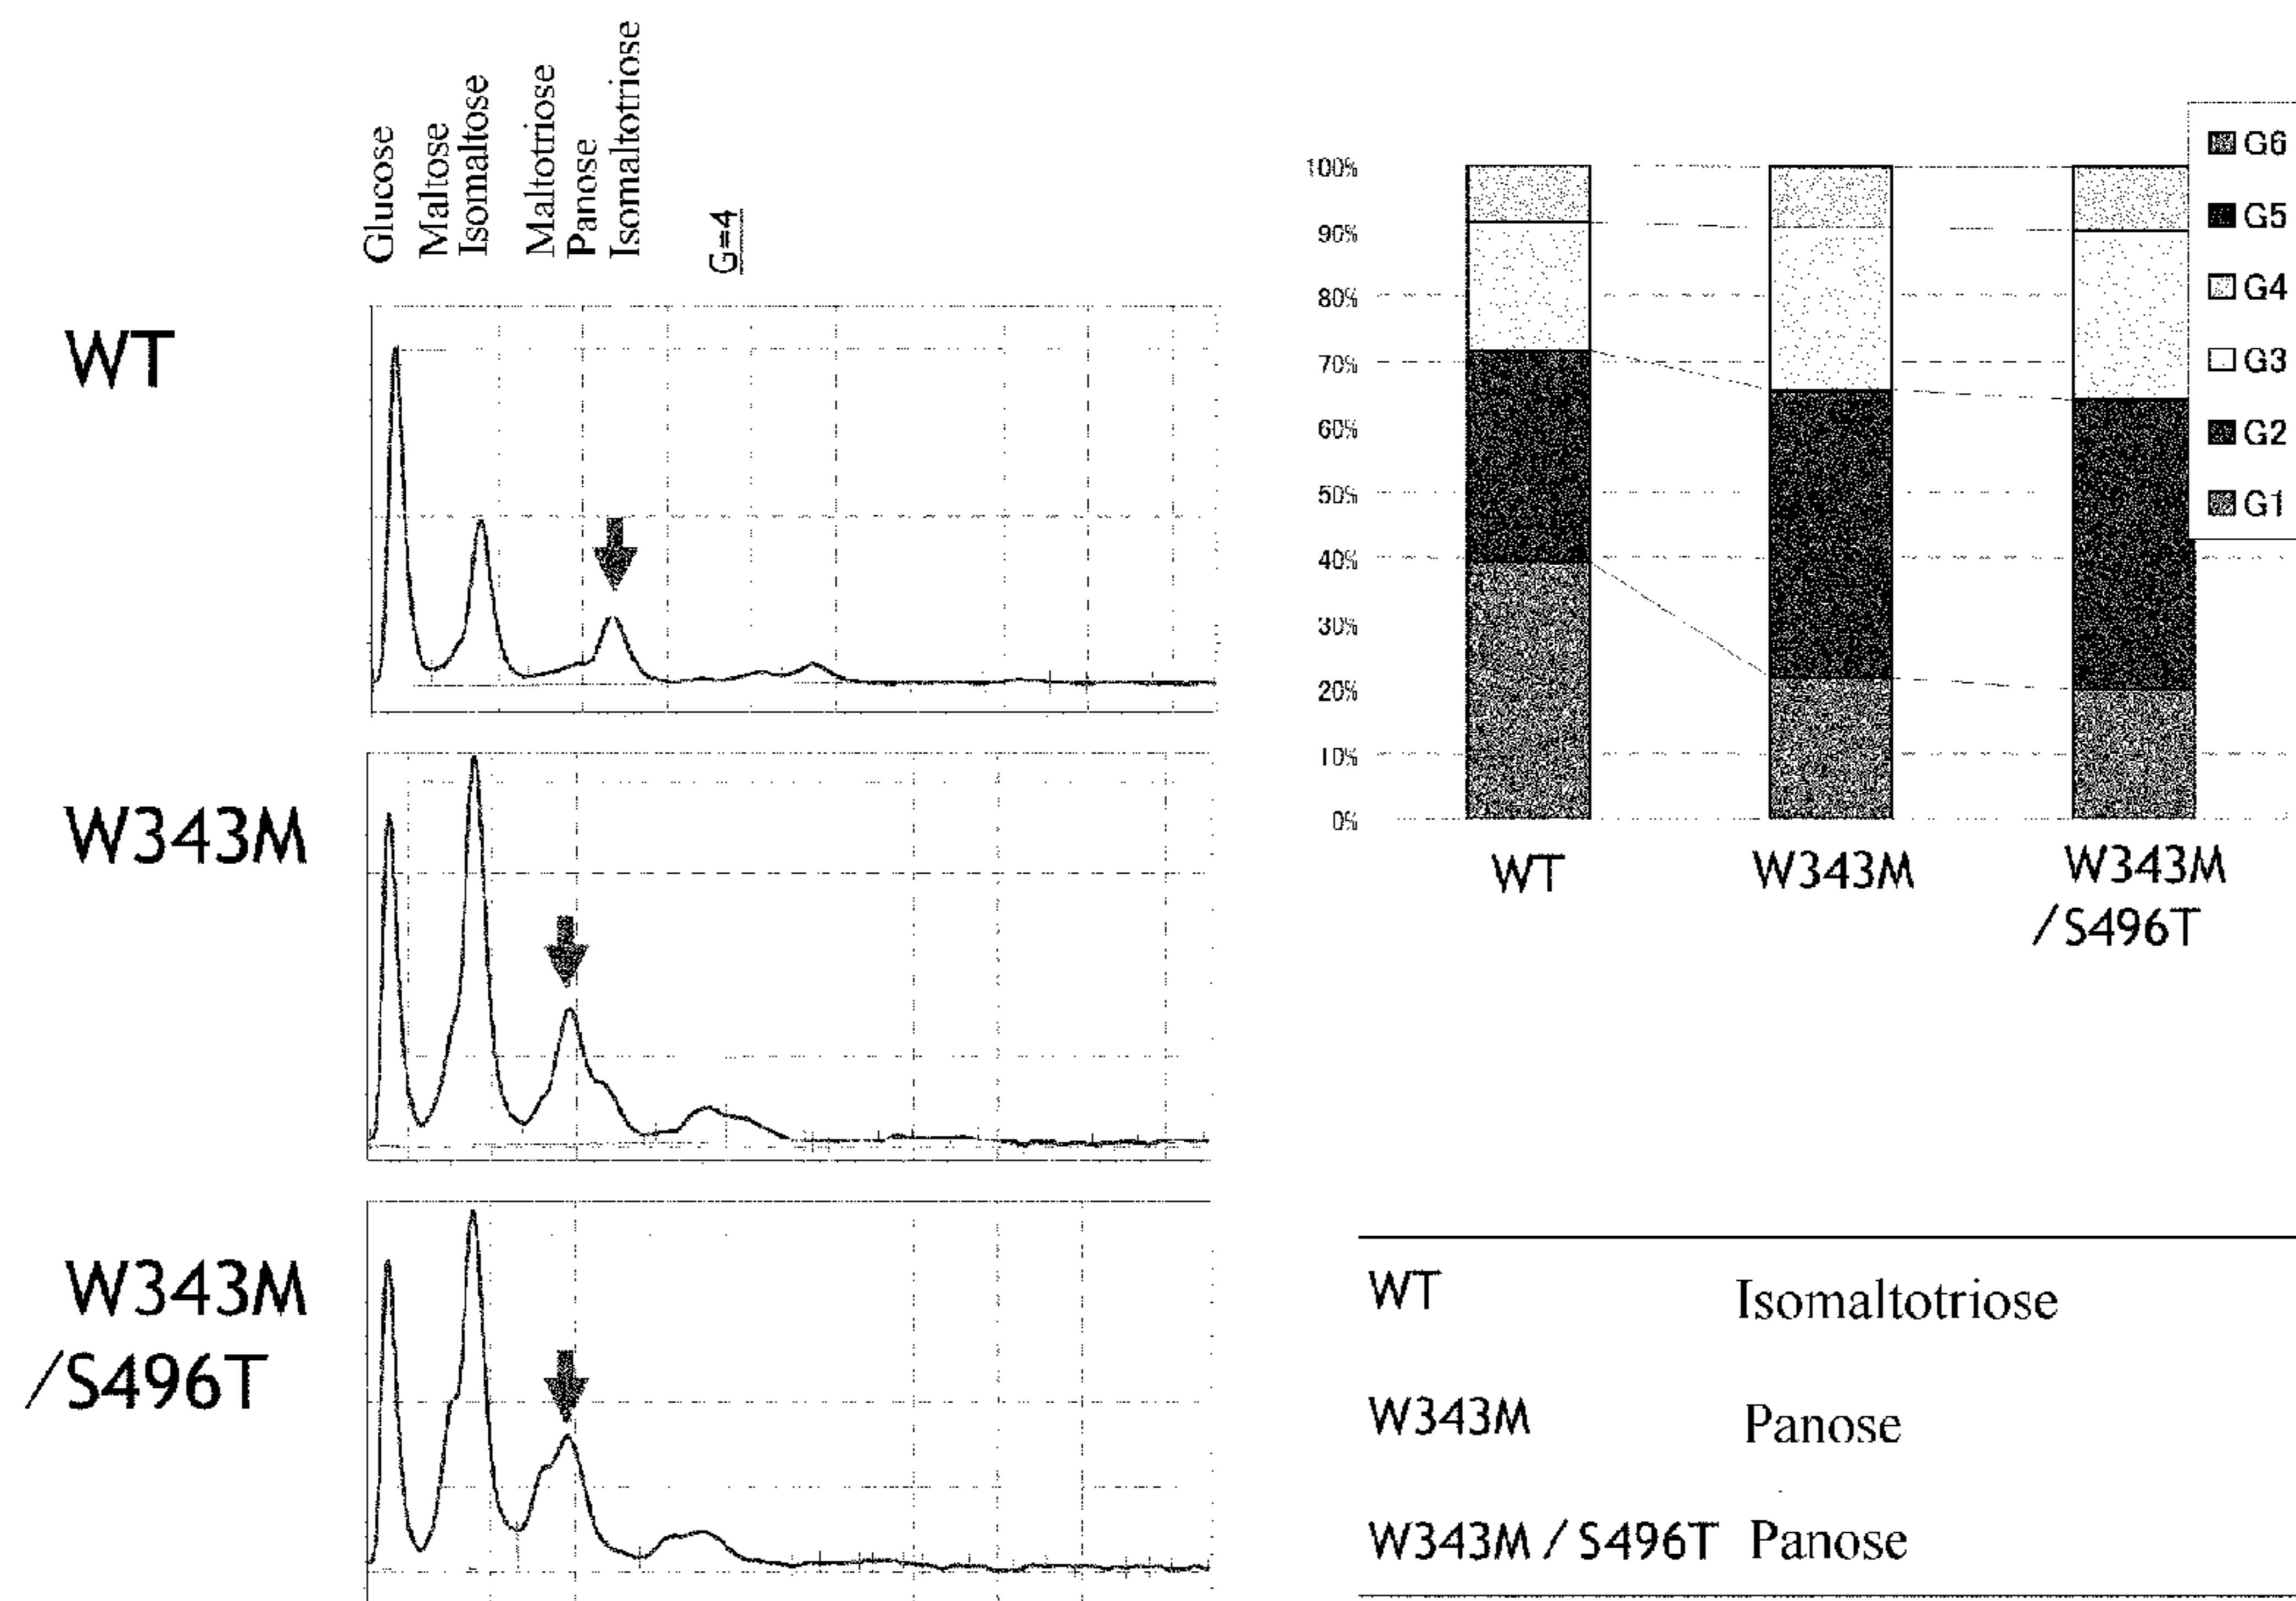 Glucose
Maltose
Isomaltose
Maltotriose
Panose
Isomaltotriose
G=4
WT
W343M
W343M
/S496T
100%
90%
80%
70%
60%
50%
40%
30%
20%
10%
0%
WT
W343M
W343M
/S496T
G6
G5
G4
G3
G2
G1
WT Isomaltotriose
W343M Panose
W343M / S496T Panose